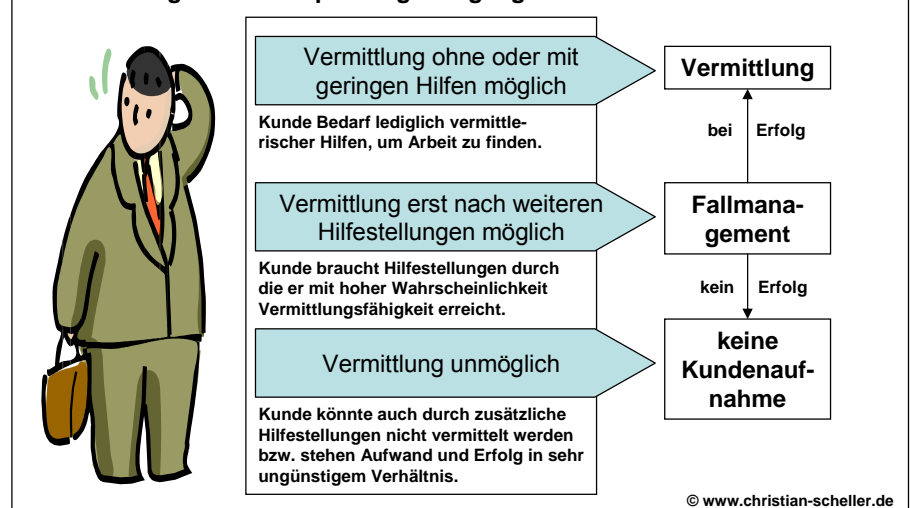 Vermittlung ohne oder mit
geringen Hilfen möglich
Kunde Bedarf lediglich vermittle-
rischer Hilfen, um Arbeit zu finden.
Vermittlung
bei Erfolg
Vermittlung erst nach weiteren
Hilfestellungen möglich
Kunde braucht Hilfestellungen durch
die er mit hoher Wahrscheinlichkeit
Vermittlungsfähigkeit erreicht.
Fallmana-
gement
kein Erfolg
Vermittlung unmöglich
Kunde könnte auch durch zusätzliche
Hilfestellungen nicht vermittelt werden
bzw. stehen Aufwand und Erfolg in sehr
ungünstigem Verhältnis.
keine
Kundenauf-
nahme
© www.christian-scheller.de